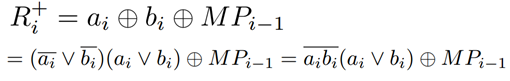 R_i^+ = a_i ⊕ b_i ⊕ MP_{i−1}
= (\overline{a_i} ∨ \overline{b_i})(a_i ∨ b_i) ⊕ MP_{i−1} = \overline{a_i b_i}(a_i ∨ b_i) ⊕ MP_{i−1}